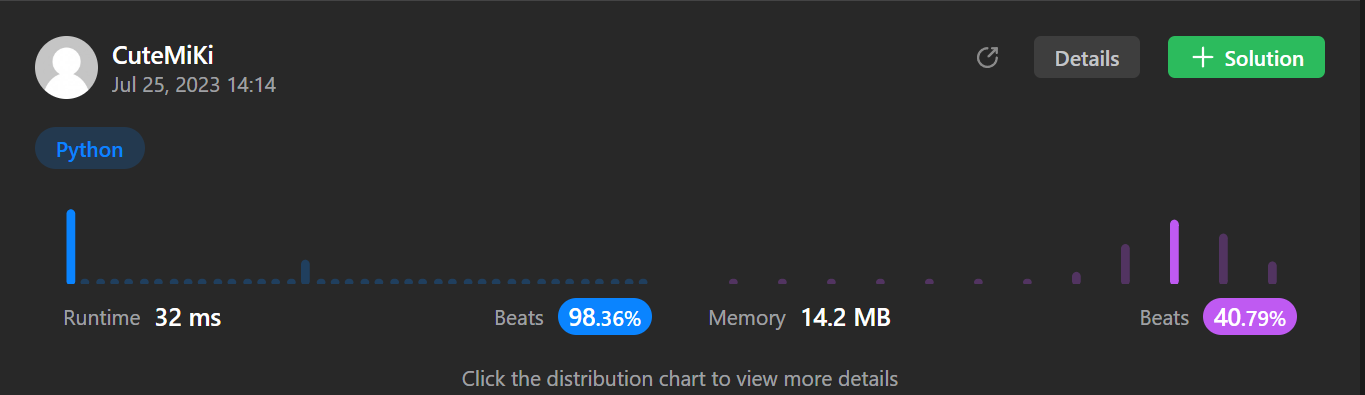 CuteMiKi
Jul 25, 2023 14:14
Details
Solution
Python
Runtime 32 ms Beats 98.36% Memory 14.2 MB Beats 40.79%
Click the distribution chart to view more details